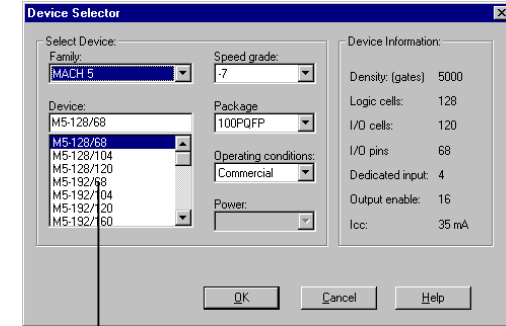 Device Selector
Select Device:
Family:
MACH 5
Device:
M5-128/68
M5-128/68
M5-128/104
M5-128/120
M5-192/68
M5-192/104
M5-192/120
M5-192/160
Speed grade:
-7
Package
100PQFP
Operating conditions:
Commercial
Power:
Device Information:
Density: (gates) 5000
Logic cells: 128
I/O cells: 120
I/O pins 68
Dedicated input: 4
Output enable: 16
Icc: 35 mA
OK Cancel Help